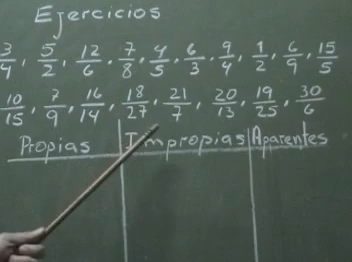 Ejercicios
3/4, 5/2, 12/6, 7/8, 4/5, 6/3, 9/4, 1/2, 6/9, 15/5
10/15, 7/9, 16/14, 18/27, 21/7, 20/13, 19/25, 30/6
Propias Impropias Aparentes